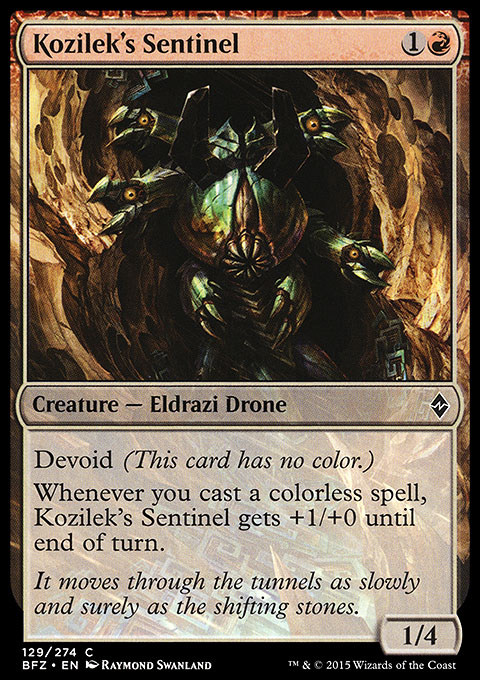 Kozilek's Sentinel 1
Creature — Eldrazi Drone
Devoid (This card has no color.)
Whenever you cast a colorless spell,
Kozilek's Sentinel gets +1/+0 until
end of turn.
It moves through the tunnels as slowly
and surely as the shifting stones.
1/4
129/274 C
BFZ • EN Raymond Swanland
™ & © 2015 Wizards of the Coast